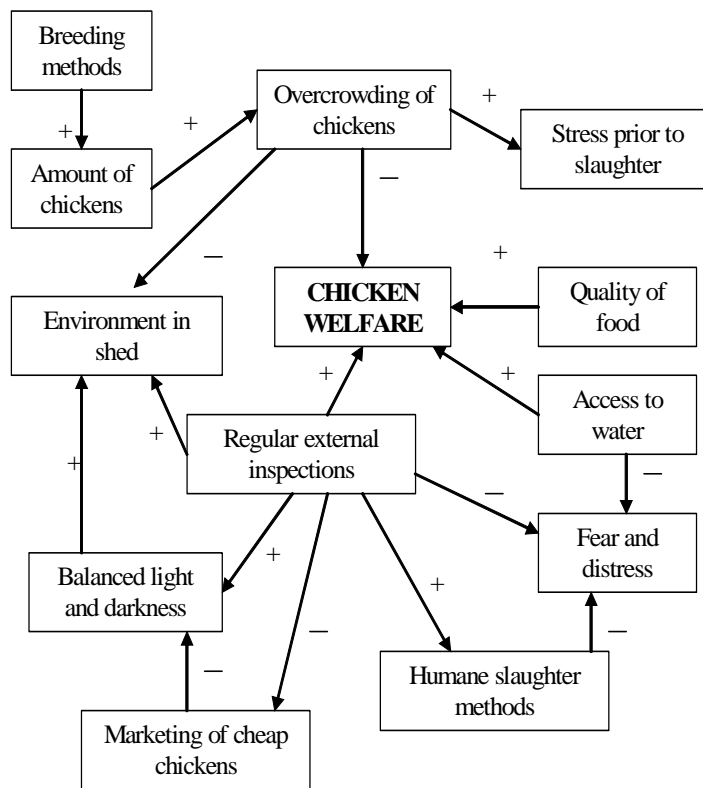 Breeding
methods
+
+
Overcrowding of
chickens
+
Stress prior to
slaughter
Amount of
chickens
–
–
CHICKEN
WELFARE
+
Quality of
food
Environment in
shed
+
+
Access to
water
+
Regular external
inspections
+
–
–
Fear and
distress
+
+
Balanced light
and darkness
–
–
–
Humane slaughter
methods
Marketing of cheap
chickens